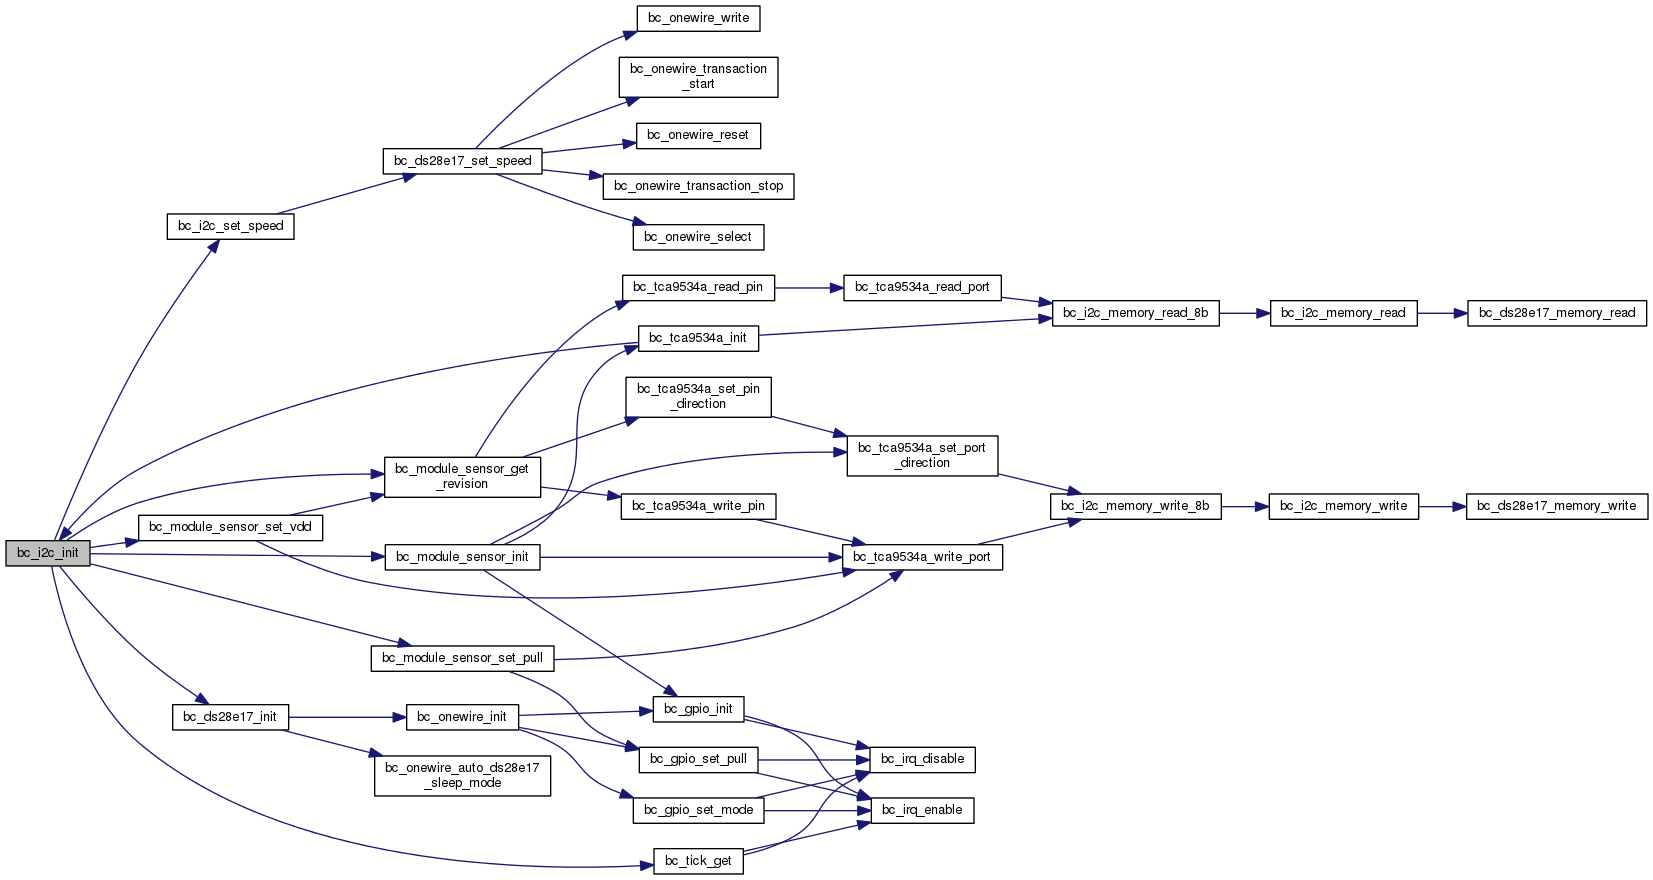 bc_onewire_write
bc_onewire_transaction
_start
bc_onewire_reset
bc_ds28e17_set_speed
bc_onewire_transaction_stop
bc_i2c_set_speed
bc_onewire_select
bc_tca9534a_read_pin
bc_tca9534a_read_port
bc_i2c_memory_read_8b
bc_i2c_memory_read
bc_ds28e17_memory_read
bc_tca9534a_init
bc_tca9534a_set_pin
_direction
bc_tca9534a_set_port
_direction
bc_module_sensor_get
_revision
bc_tca9534a_write_pin
bc_i2c_memory_write_8b
bc_i2c_memory_write
bc_ds28e17_memory_write
bc_module_sensor_set_vdd
bc_i2c_init
bc_module_sensor_init
bc_tca9534a_write_port
bc_module_sensor_set_pull
bc_gpio_init
bc_ds28e17_init
bc_onewire_init
bc_gpio_set_pull
bc_irq_disable
bc_onewire_auto_ds28e17
_sleep_mode
bc_gpio_set_mode
bc_irq_enable
bc_tick_get